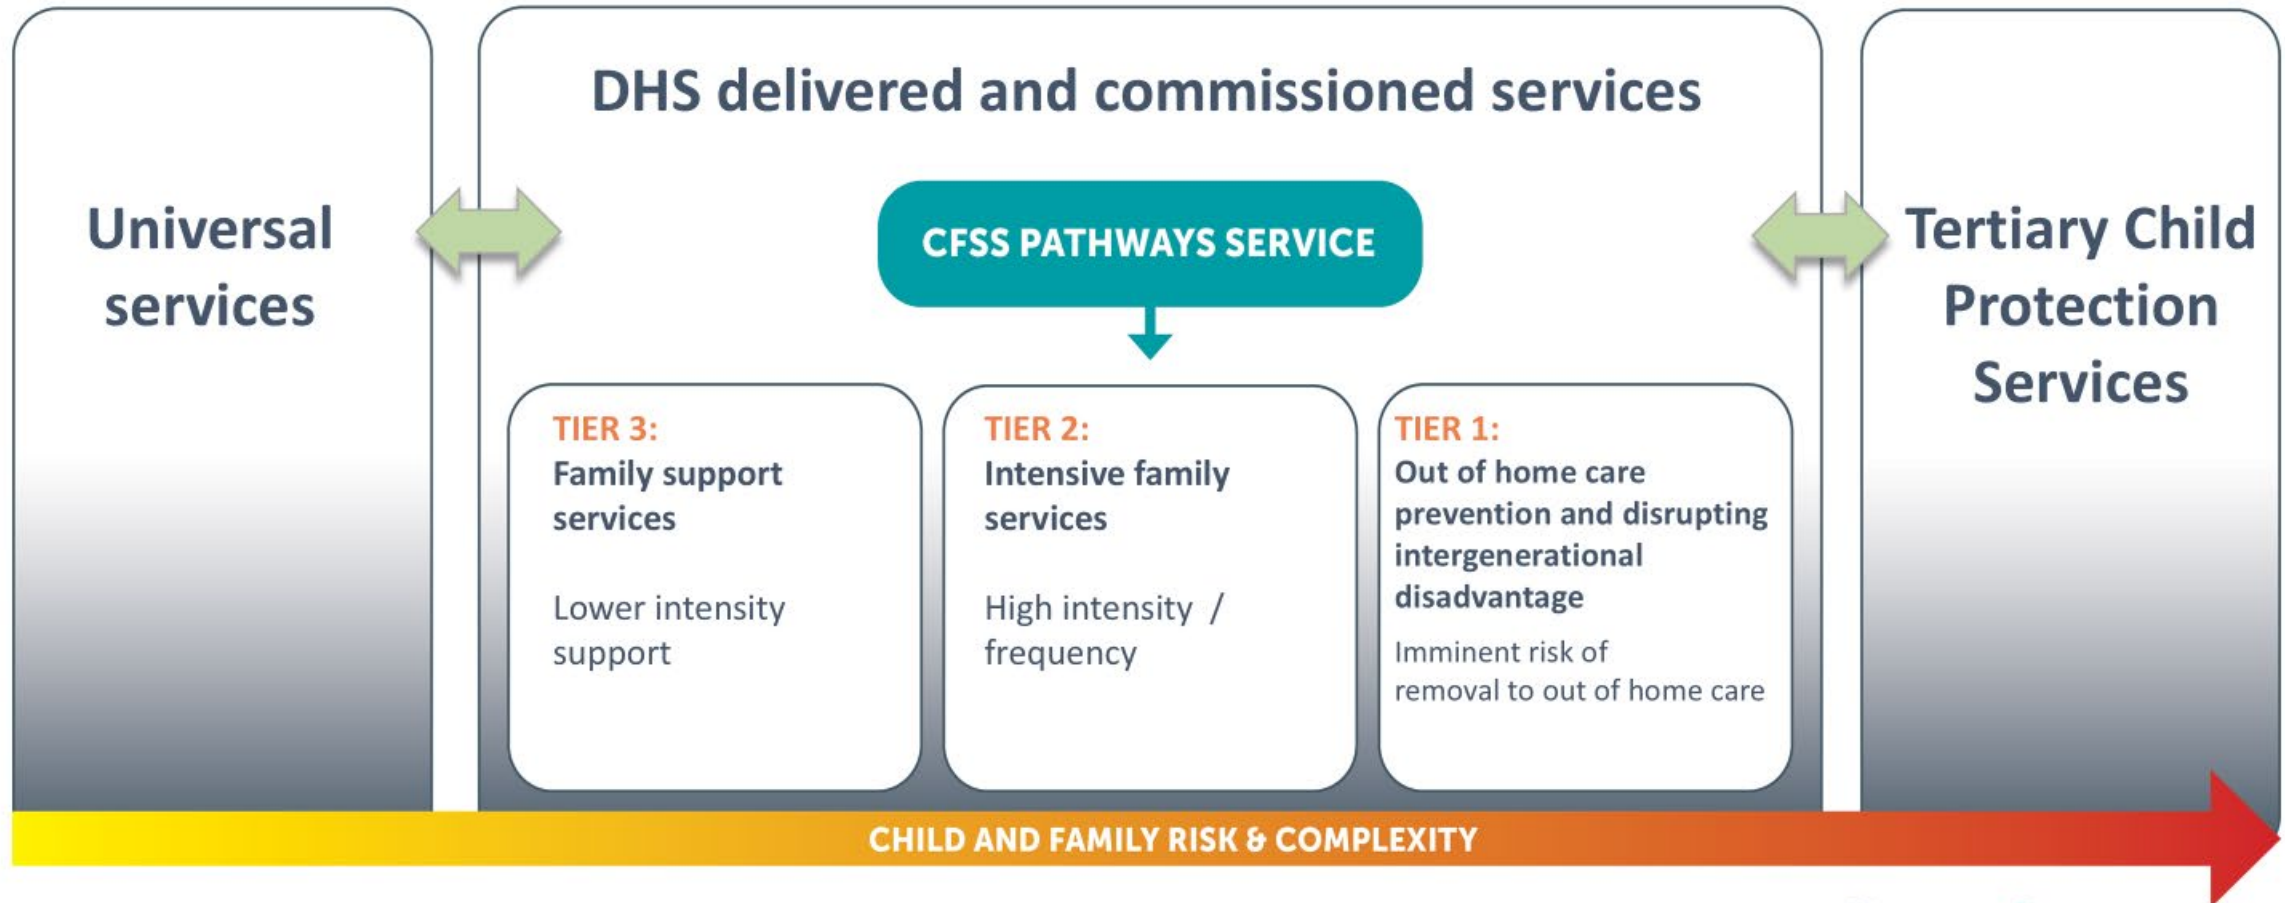 DHS delivered and commissioned services
Universal
services
CFSS PATHWAYS SERVICE
Tertiary Child
Protection
Services
TIER 3:
Family support
services
Lower intensity
support
TIER 2:
Intensive family
services
High intensity /
frequency
TIER 1:
Out of home care
prevention and disrupting
intergenerational
disadvantage
Imminent risk of
removal to out of home care
CHILD AND FAMILY RISK & COMPLEXITY